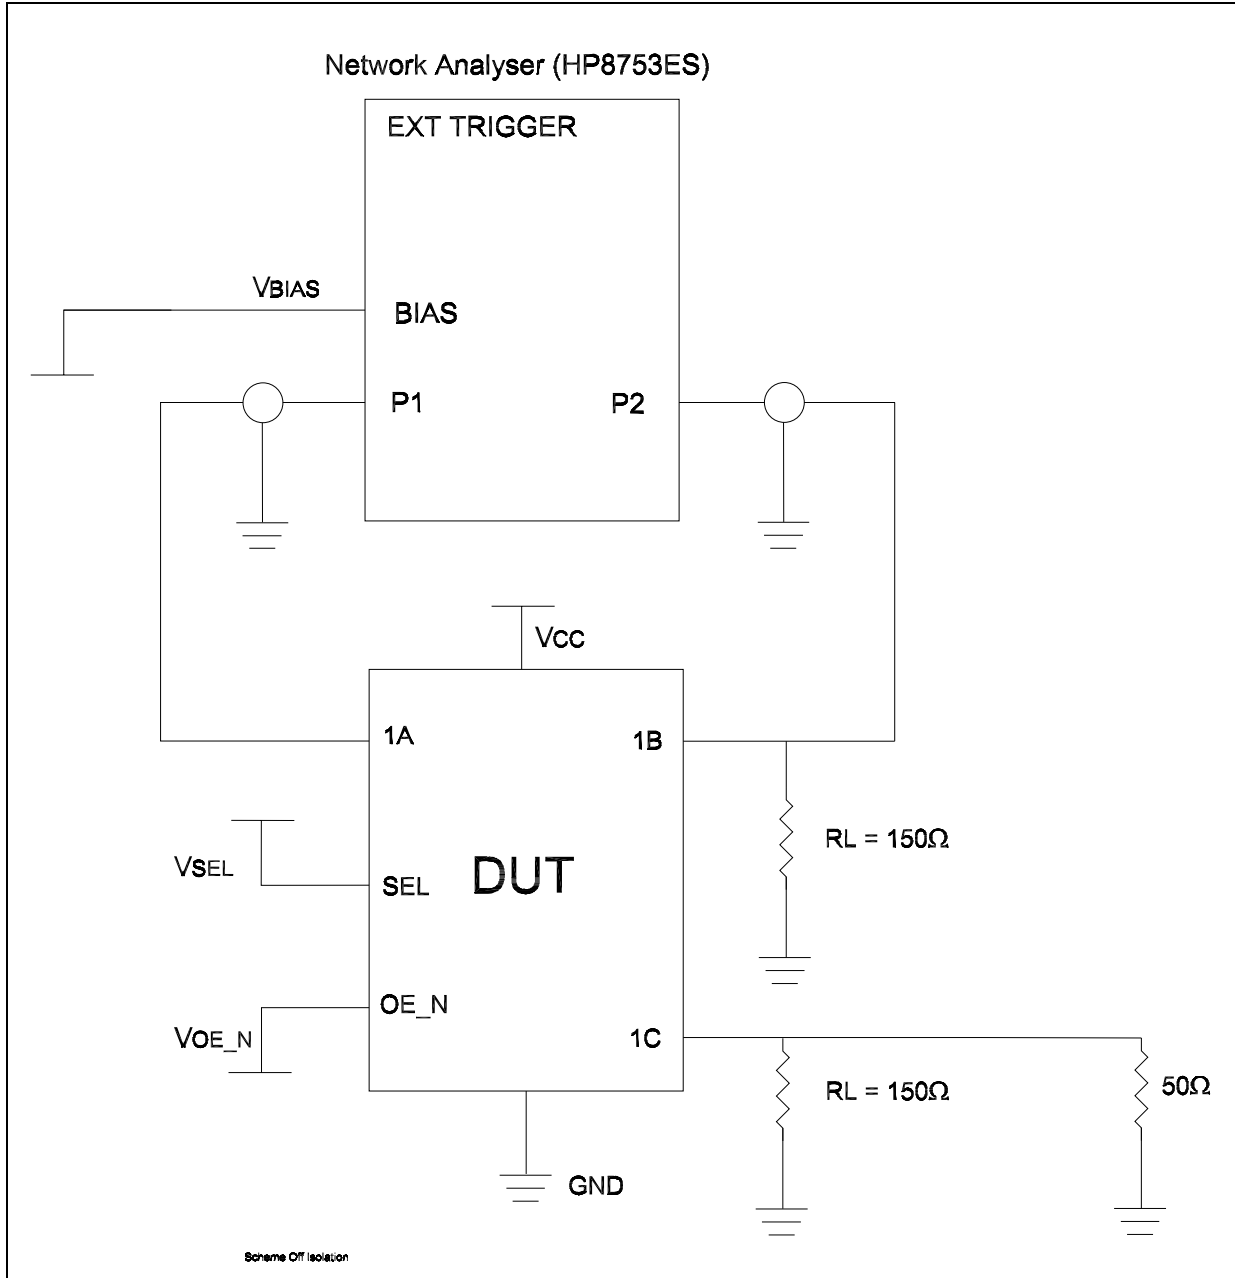 Network Analyser (HP8753ES)
EXT TRIGGER
VBIAS
BIAS
P1
P2
VCC
1A
1B
RL = 150Ω
VSEL
SEL
DUT
OE_N
VOE_N
1C
RL = 150Ω
50Ω
GND
Scheme Off Isolation